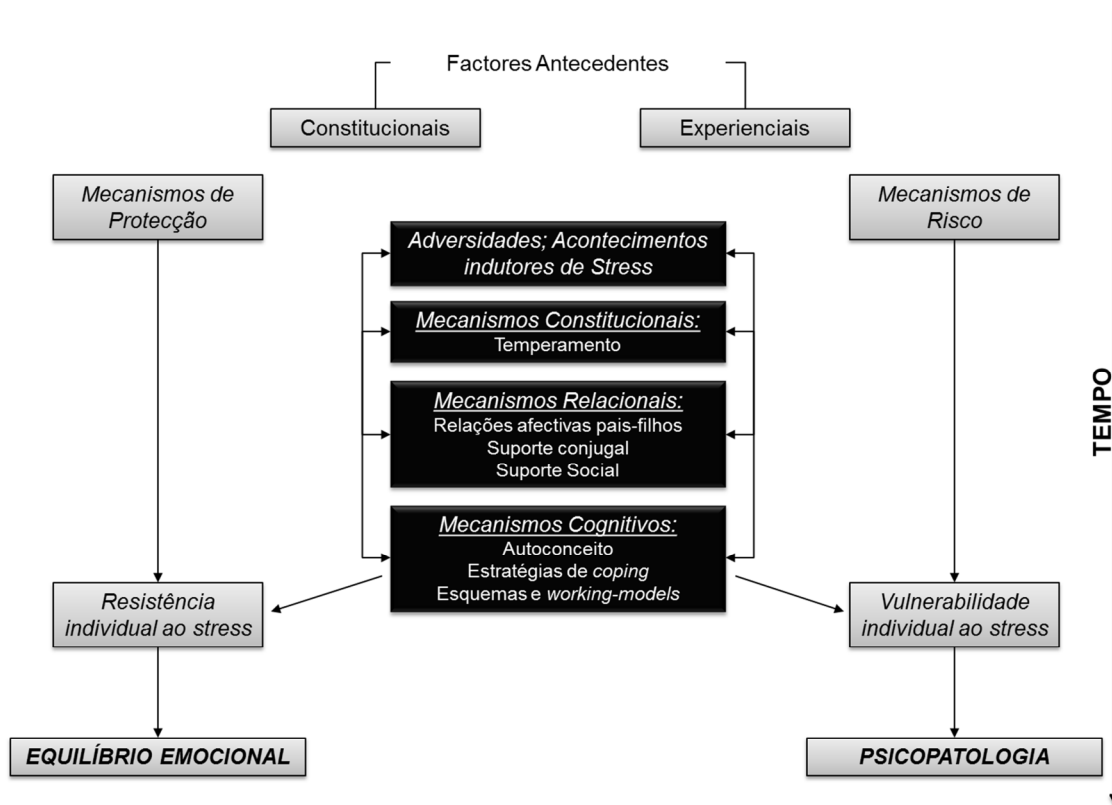 Factores Antecedentes
Constitucionais
Experienciais
Mecanismos de
Protecção
Mecanismos de
Risco
Adversidades; Acontecimentos
indutores de Stress
Mecanismos Constitucionais:
Temperamento
Mecanismos Relacionais:
Relações afectivas pais-filhos
Suporte conjugal
Suporte Social
Mecanismos Cognitivos:
Autoconceito
Estratégias de coping
Esquemas e working-models
TEMPO
Resistência
individual ao stress
Vulnerabilidade
individual ao stress
EQUILÍBRIO EMOCIONAL
PSICOPATOLOGIA